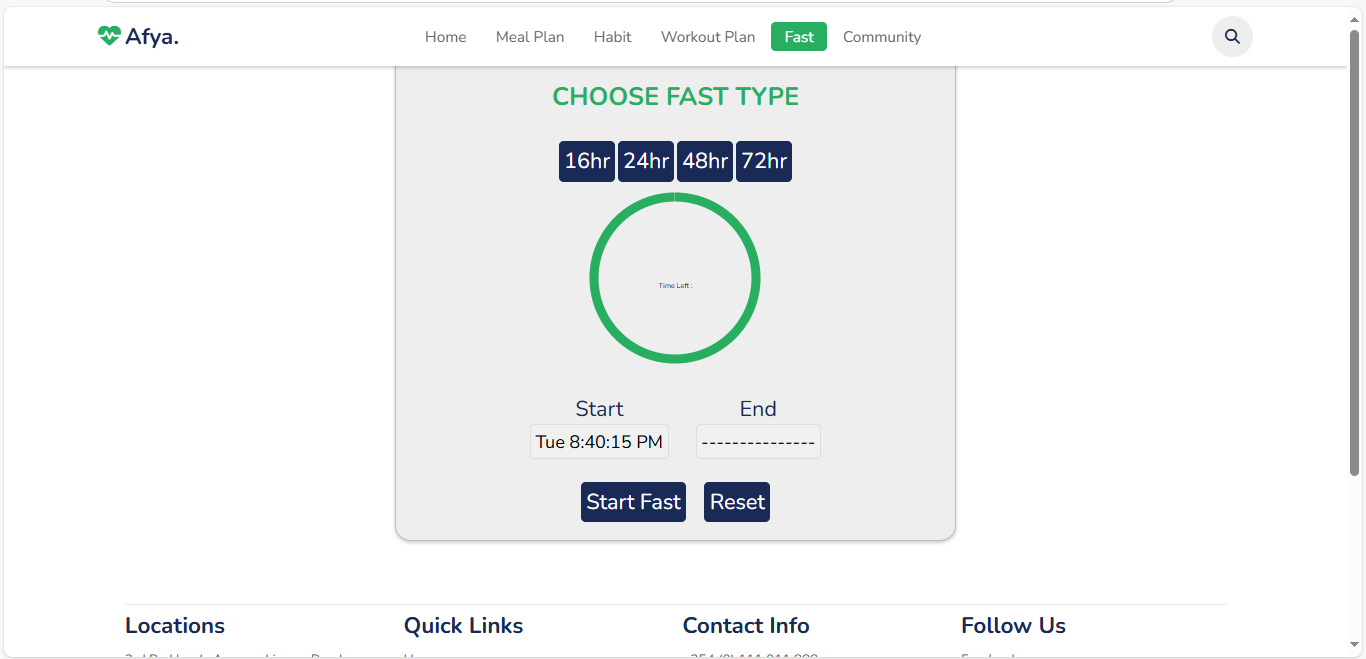 Afya.
Home Meal Plan Habit Workout Plan Fast Community
CHOOSE FAST TYPE
16hr 24hr 48hr 72hr
Time Left :
Start End
Tue 8:40:15 PM ---------------
Start Fast Reset
Locations Quick Links Contact Info Follow Us